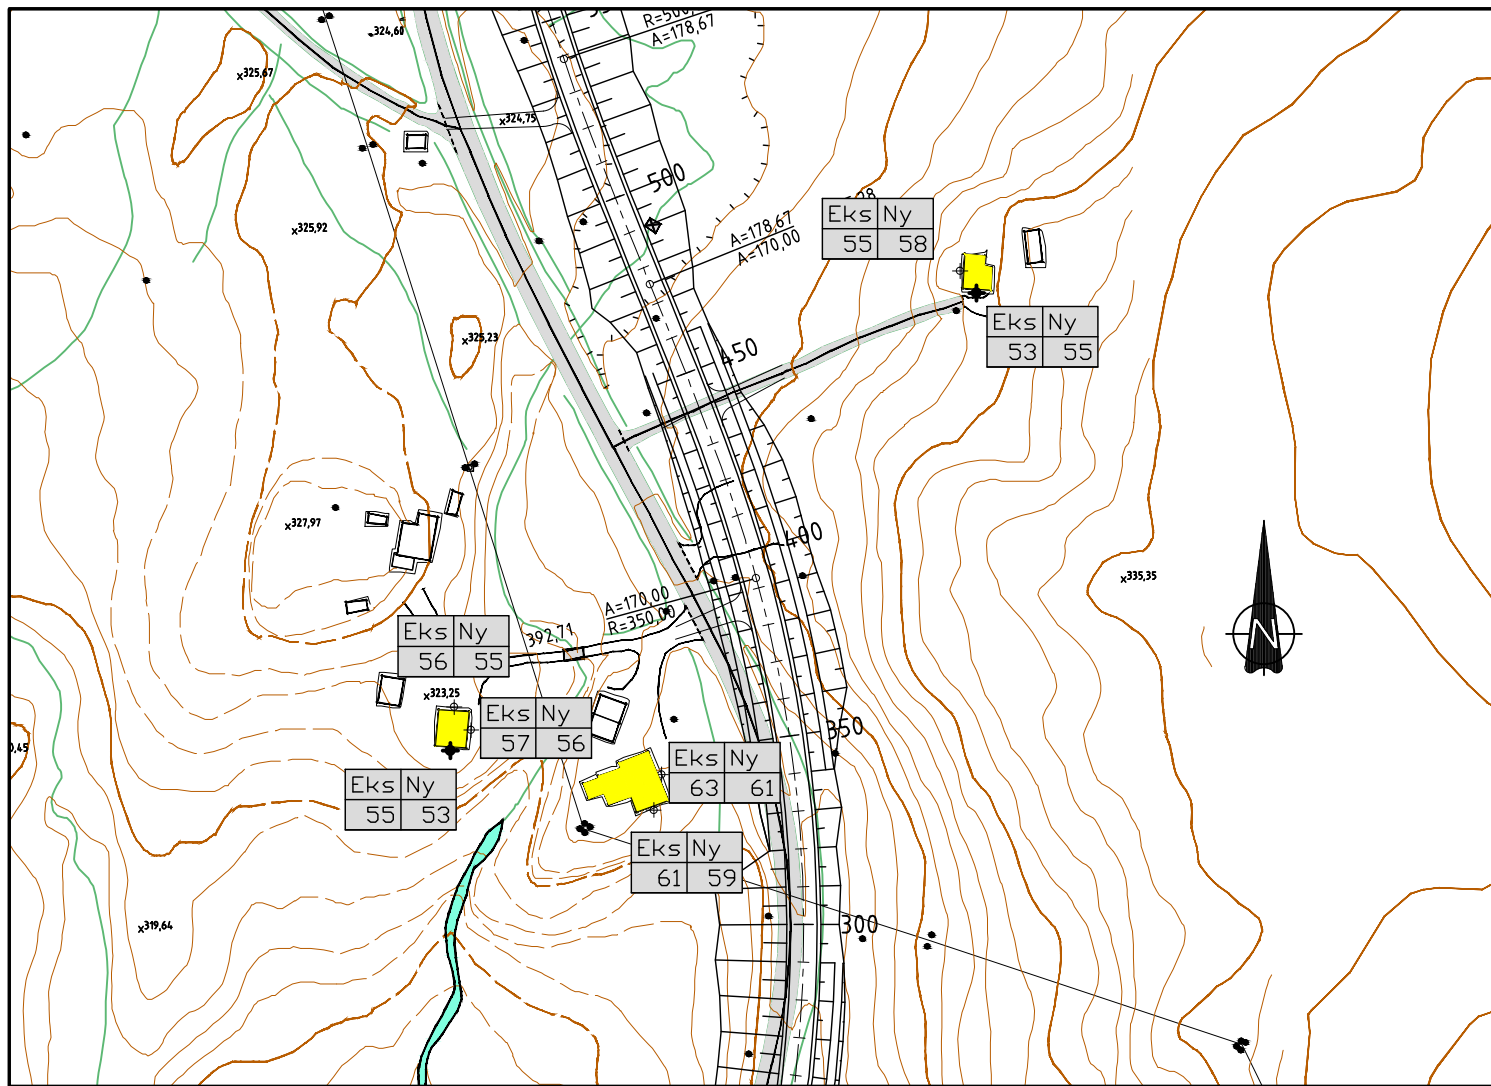 R=500,
A=178,67
324,60
x325,67
x324,75
500
Eks Ny
55 58
x325,92
A=178,67
A=170,00
Eks Ny
53 55
x325,23
450
x327,97
400
x335,35
A=170,00
R=350,00
392,71
Eks Ny
56 55
N
x323,25
Eks Ny
57 56
350
Eks Ny
63 61
Eks Ny
55 53
Eks Ny
61 59
x319,64
300